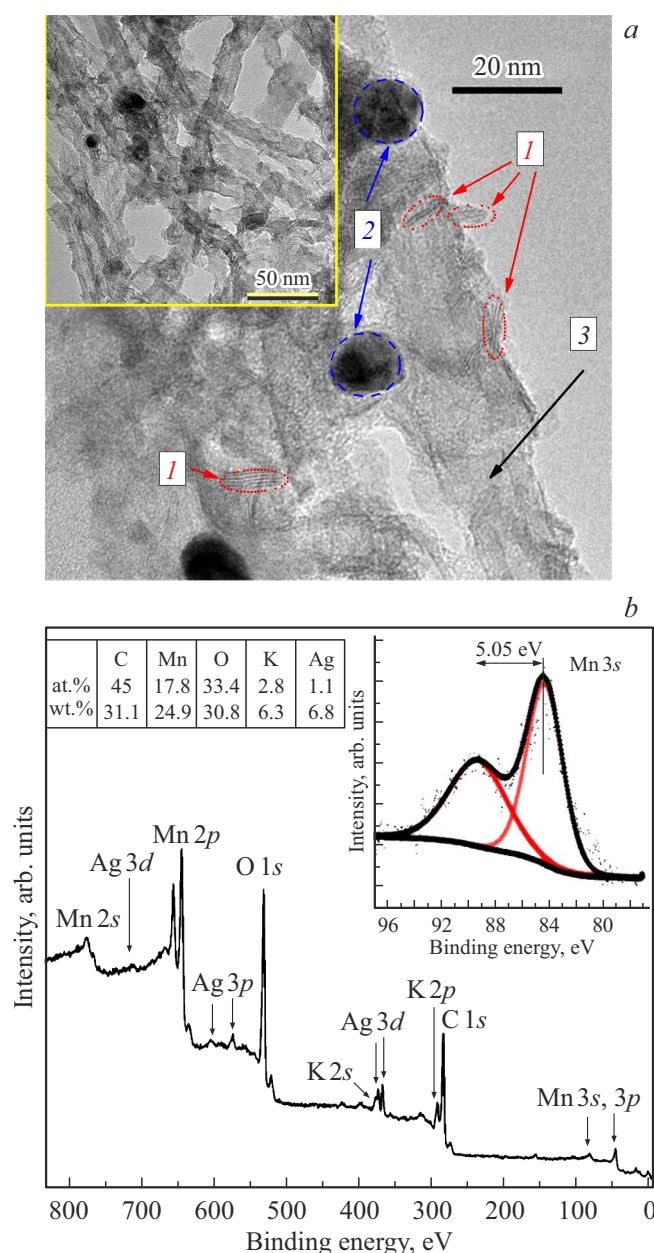 a
20 nm
1
2
50 nm
3
1
b
C Mn O K Ag
at.% 45 17.8 33.4 2.8 1.1
wt.% 31.1 24.9 30.8 6.3 6.8
5.05 eV
Mn 3s
Intensity, arb. units
96 92 88 84 80
Binding energy, eV
Mn 2p
Ag 3d
O 1s
Mn 2s
Ag 3p
K 2p
Ag 3d
C 1s
K 2s
Mn 3s, 3p
Intensity, arb. units
800 700 600 500 400 300 200 100 0
Binding energy, eV